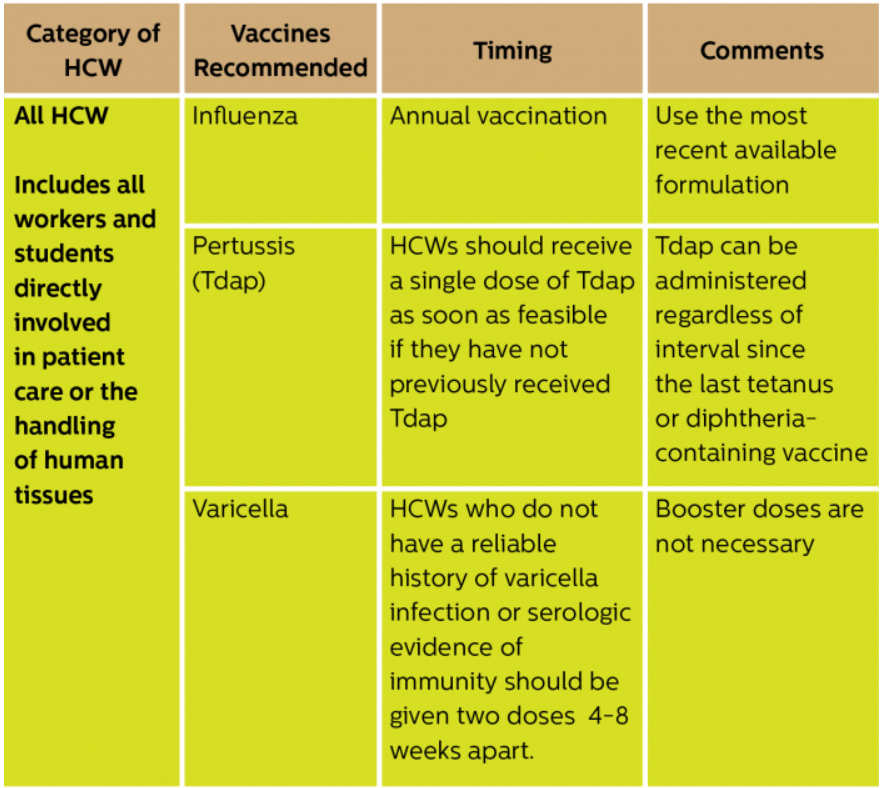 Category of
HCW
Vaccines
Recommended
Timing
Comments
All HCW
Includes all
workers and
students
directly
involved
in patient
care or the
handling
of human
tissues
Influenza
Annual vaccination
Use the most
recent available
formulation
Pertussis
(Tdap)
HCWs should receive
a single dose of Tdap
as soon as feasible
if they have not
previously received
Tdap
Tdap can be
administered
regardless of
interval since
the last tetanus
or diphtheria-
containing vaccine
Varicella
HCWs who do not
have a reliable
history of varicella
infection or serologic
evidence of
immunity should be
given two doses 4-8
weeks apart.
Booster doses are
not necessary